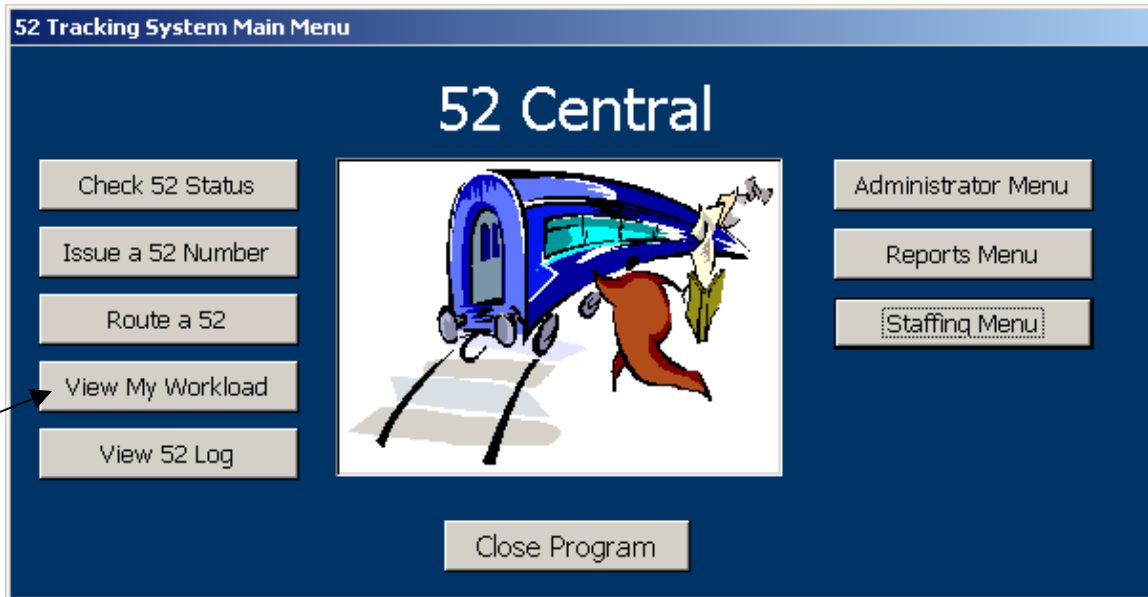 52 Tracking System Main Menu
52 Central
Check 52 Status
Issue a 52 Number
Route a 52
View My Workload
View 52 Log
Administrator Menu
Reports Menu
Staffing Menu
Close Program